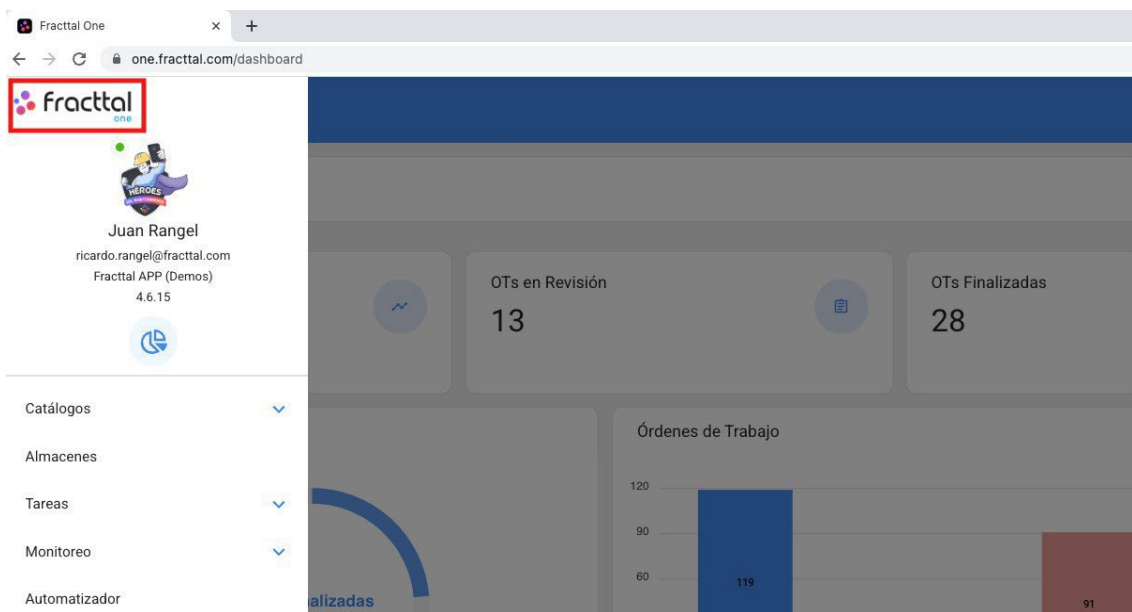 Fracttal One
one.fracttal.com/dashboard
fracttal
one
HÉROES
Juan Rangel
ricardo.rangel@fracttal.com
Fracttal APP (Demos)
4.6.15
Catálogos
Almacenes
Tareas
Monitoreo
Automatizador
OTs en Revisión
13
OTs Finalizadas
28
alizadas
Órdenes de Trabajo
120
90
60
119
91